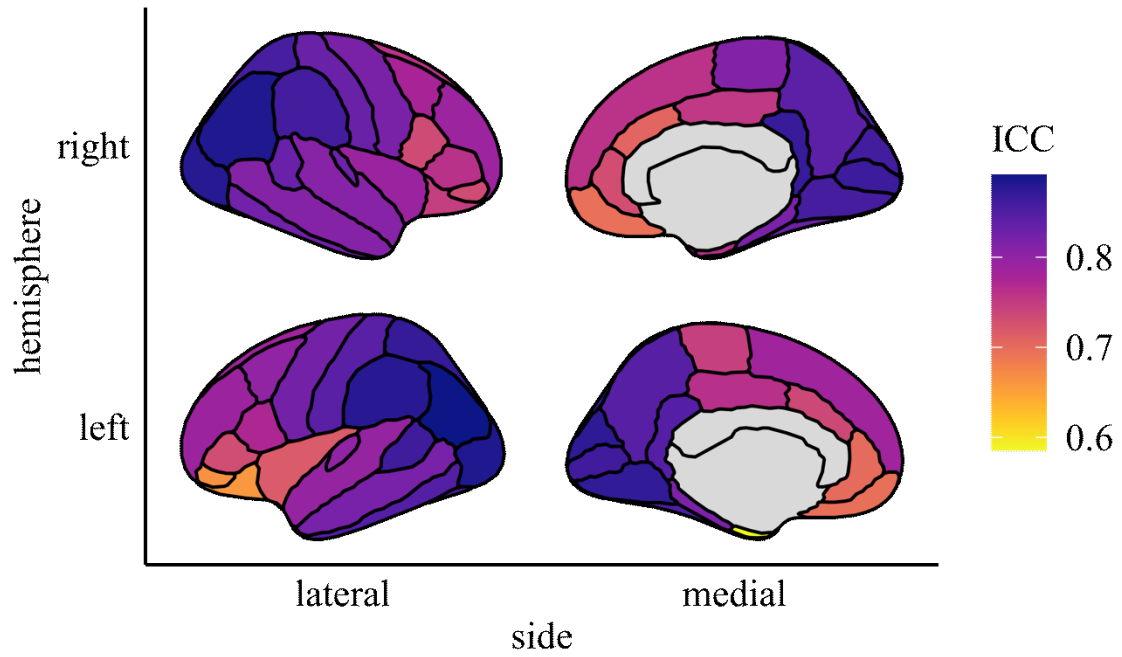 hemisphere
right
left
lateral
medial
side
ICC
0.8
0.7
0.6